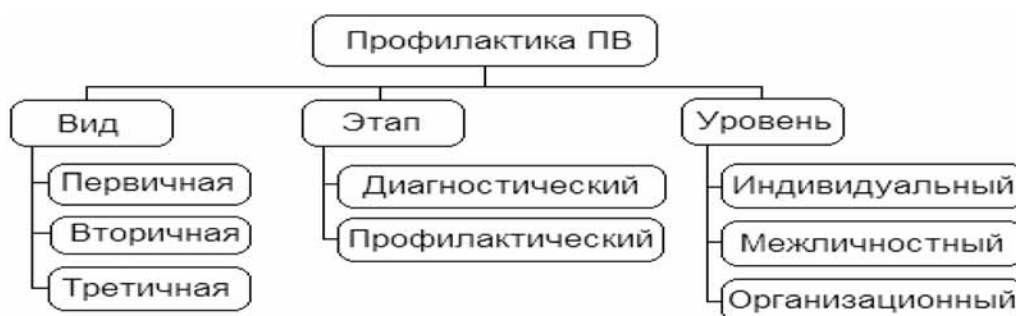 Профилактика ПВ
Вид
Первичная
Вторичная
Третичная
Этап
Диагностический
Профилактический
Уровень
Индивидуальный
Межличностный
Организационный